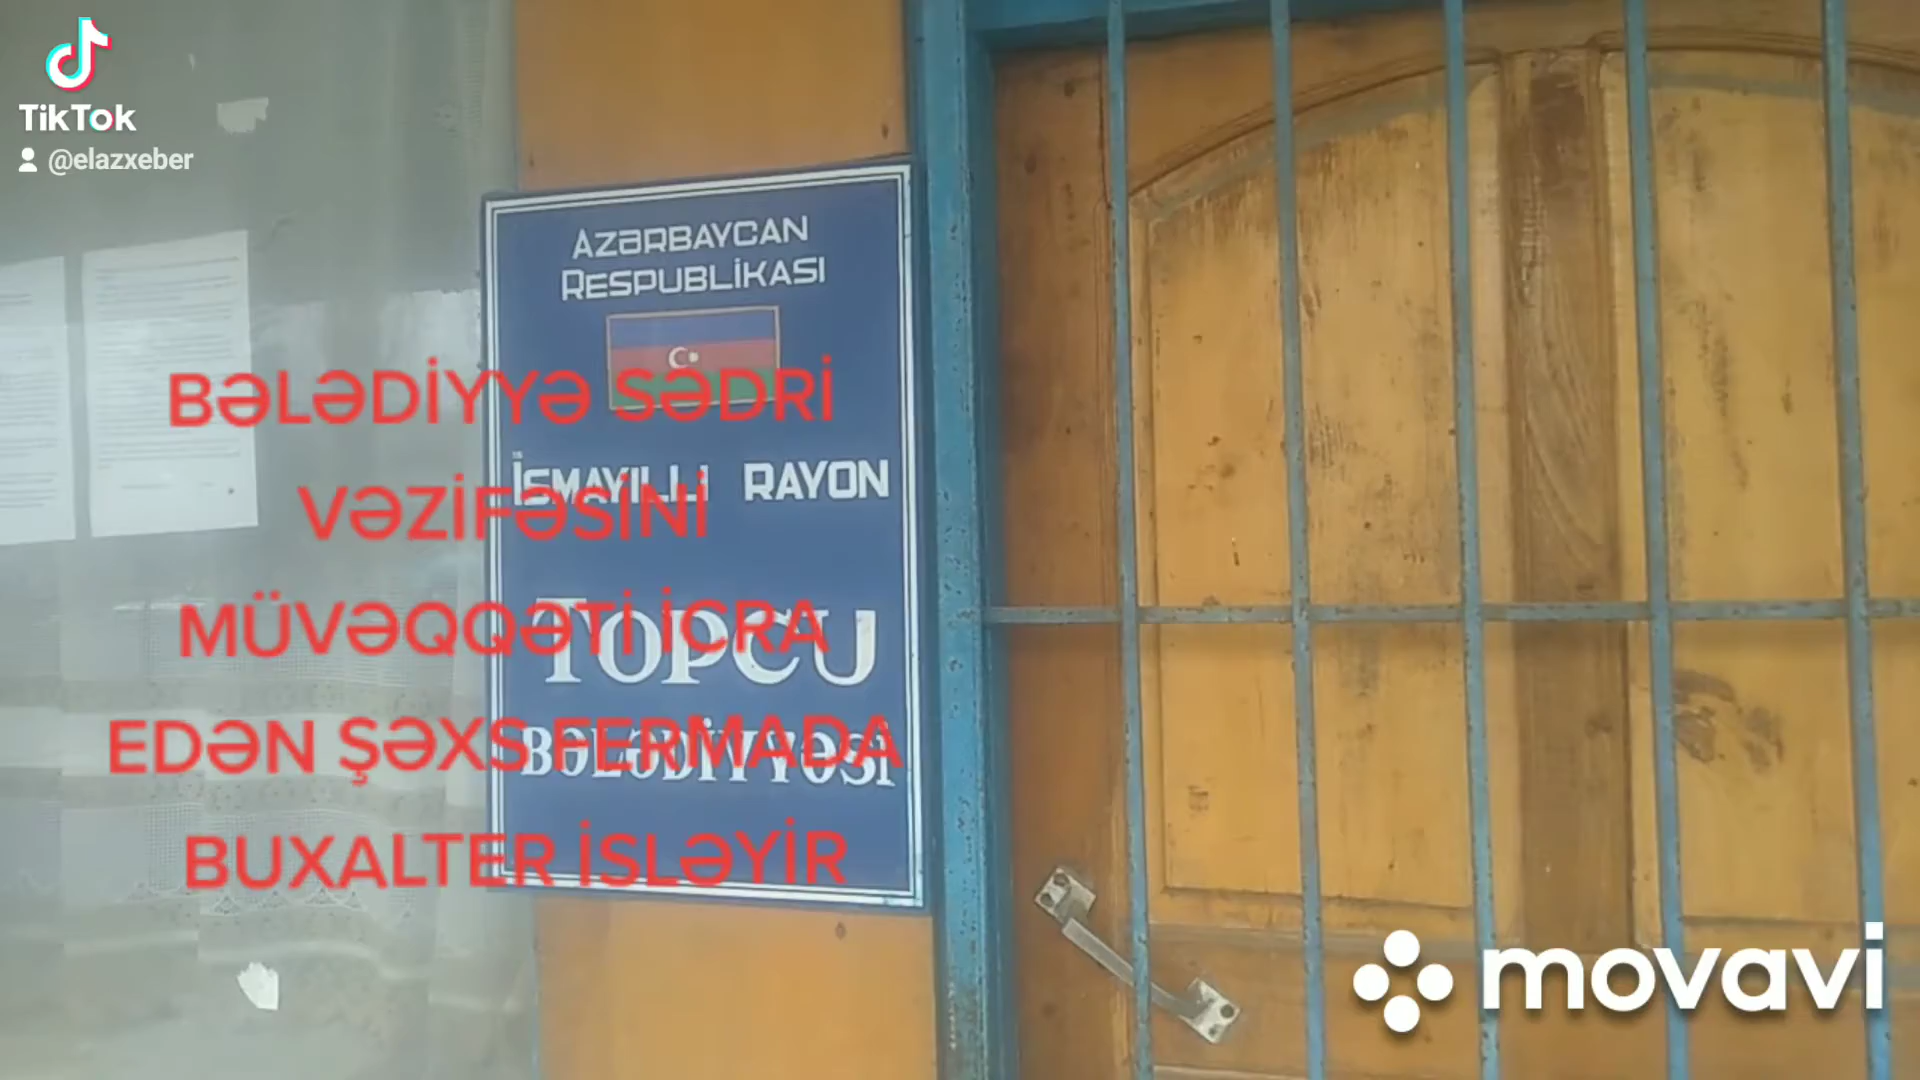 TikTok
@elazxeber
AZƏRBAYCAN
RESPUBLİKASI
BƏLƏDİYYƏ SƏDRİ
İSMAYILLI RAYON
VƏZİFƏSİNİ
MÜVƏQQƏTİ İCRA
TOPÇU
EDƏN ŞƏXS FERMADA
BƏLƏDİYYƏSİ
BUXALTER İSLƏYİR
movavi